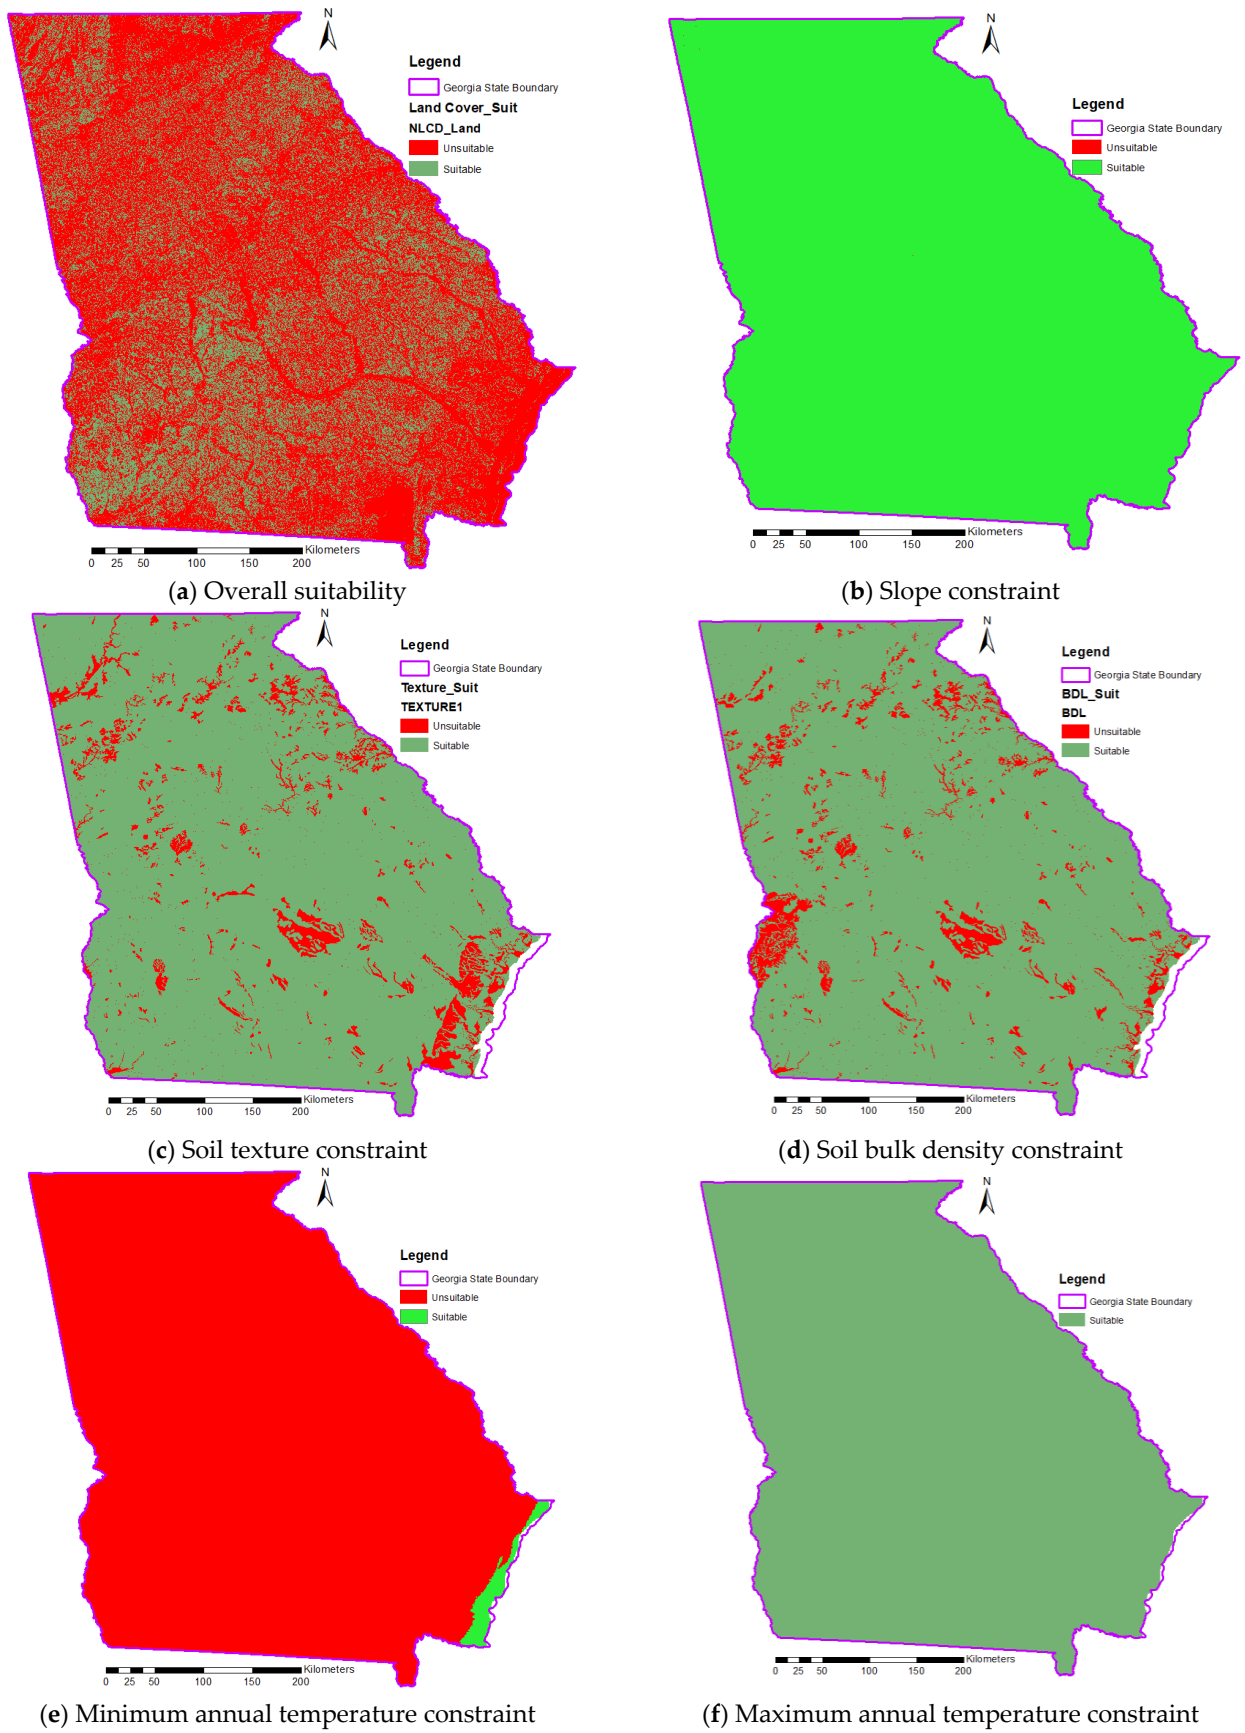 N
Legend
Georgia State Boundary
Land Cover_Suit
NLCD_Land
Unsuitable
Suitable
Kilometers
0 25 50 100 150 200
(a) Overall suitability
N
Legend
Georgia State Boundary
Unsuitable
Suitable
Kilometers
0 25 50 100 150 200
(b) Slope constraint
N
Legend
Georgia State Boundary
Texture_Suit
TEXTURE1
Unsuitable
Suitable
Kilometers
0 25 50 100 150 200
(c) Soil texture constraint
N
Legend
Georgia State Boundary
BDL_Suit
BDL
Unsuitable
Suitable
Kilometers
0 25 50 100 150 200
(d) Soil bulk density constraint
N
Legend
Georgia State Boundary
Unsuitable
Suitable
Kilometers
0 25 50 100 150 200
(e) Minimum annual temperature constraint
N
Legend
Georgia State Boundary
Suitable
Kilometers
0 25 50 100 150 200
(f) Maximum annual temperature constraint